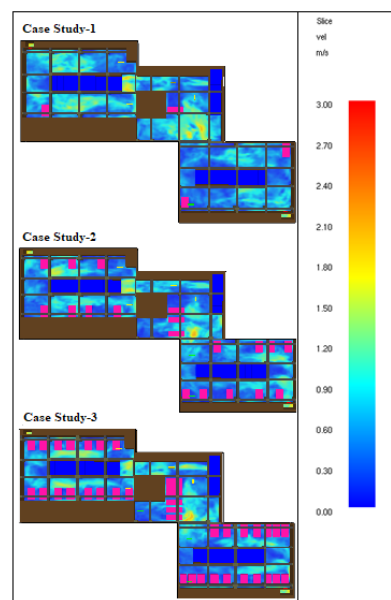 Case Study-1
Case Study-2
Case Study-3
Slice
vel
m/s
3.00
2.70
2.40
2.10
1.80
1.50
1.20
0.90
0.60
0.30
0.00